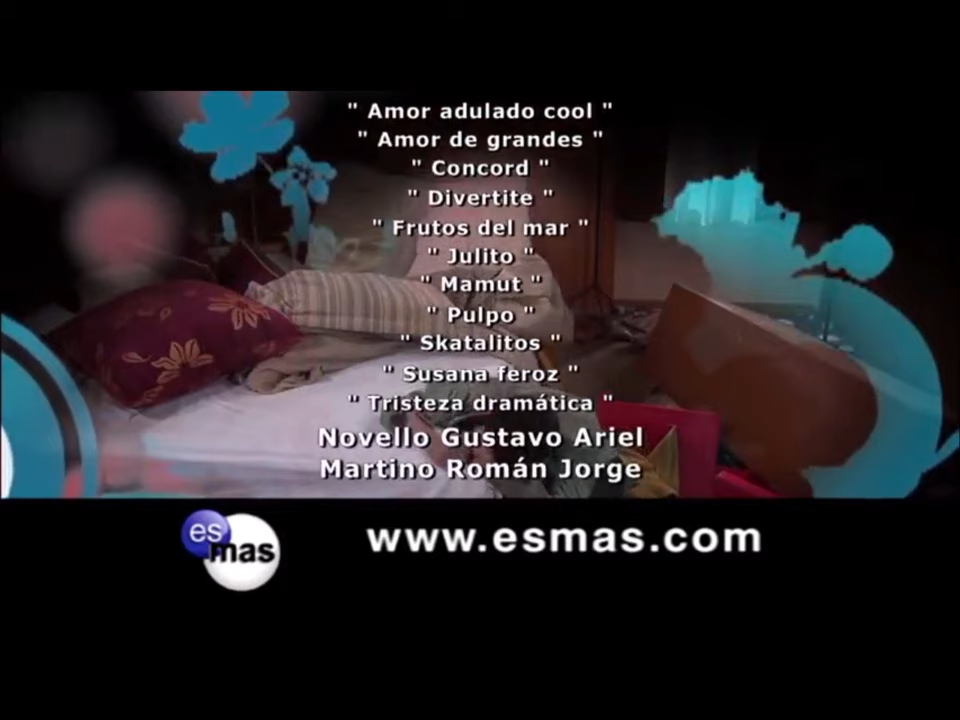 " Amor adulado cool "
" Amor de grandes "
" Concord "
" Divertite "
" Frutos del mar "
" Julito "
" Mamut "
" Pulpo "
" Skatalitos "
" Susana feroz "
" Tristeza dramática "
Novello Gustavo Ariel
Martino Román Jorge
es
mas
www.esmas.com